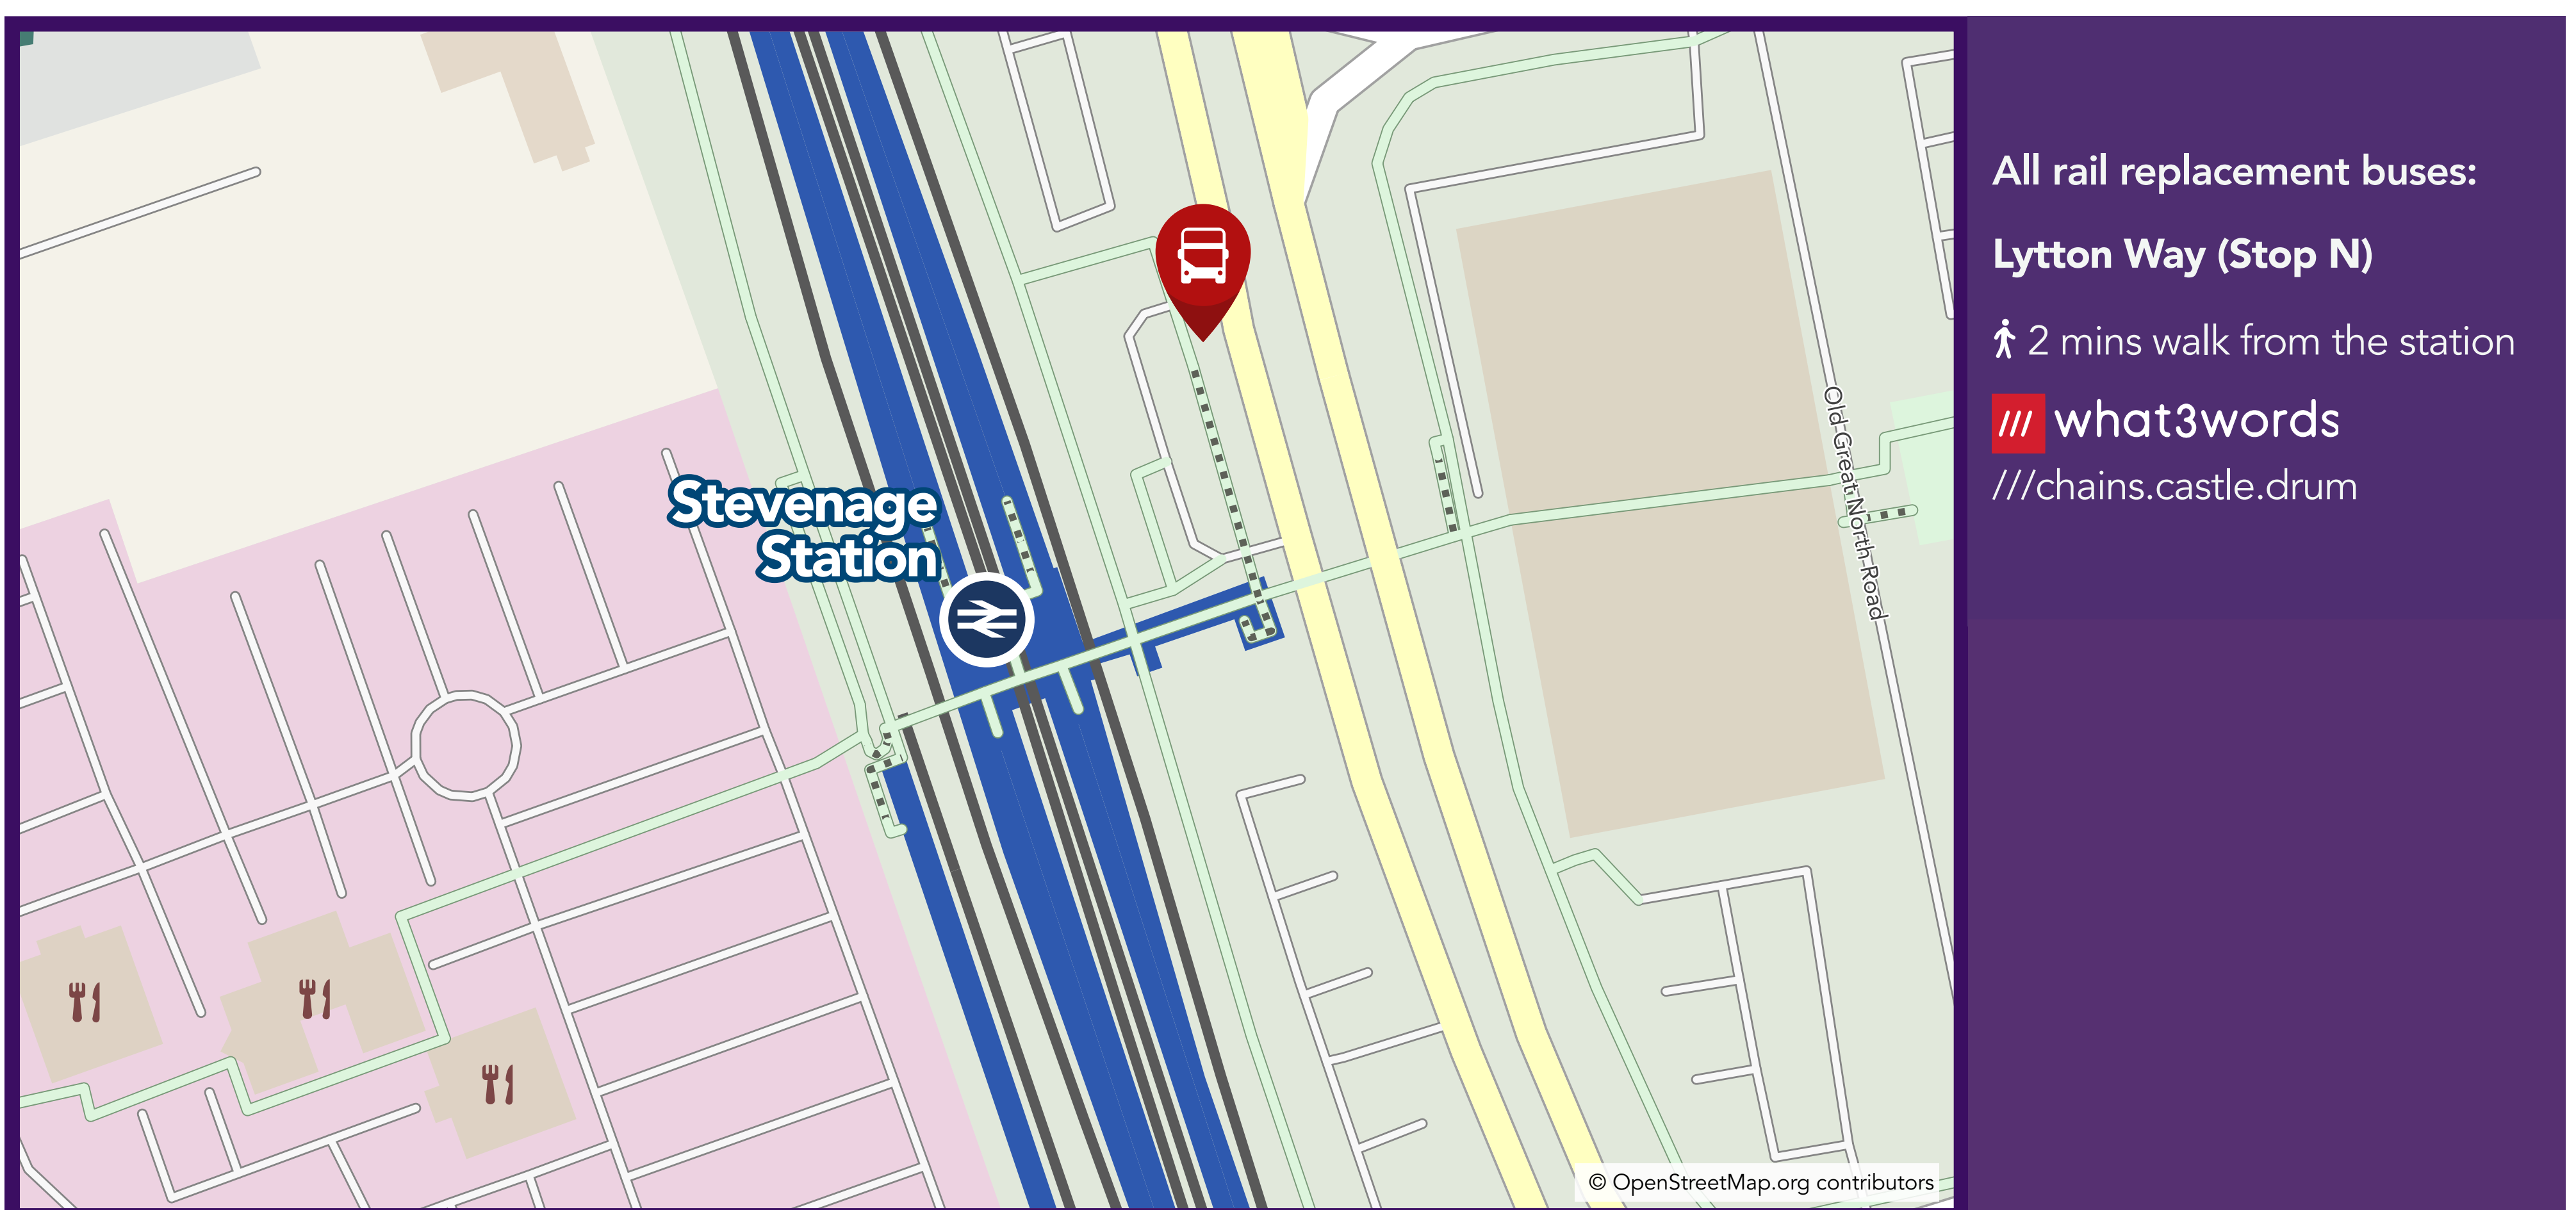 Stevenage
Station
Old Great North Road
© OpenStreetMap.org contributors
All rail replacement buses:
Lytton Way (Stop N)
2 mins walk from the station
/// what3words
///chains.castle.drum